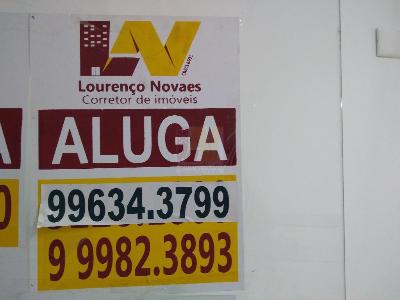 Lourenço Novaes
Corretor de imóveis
ALUGA
99634.3799
9 9982.3893